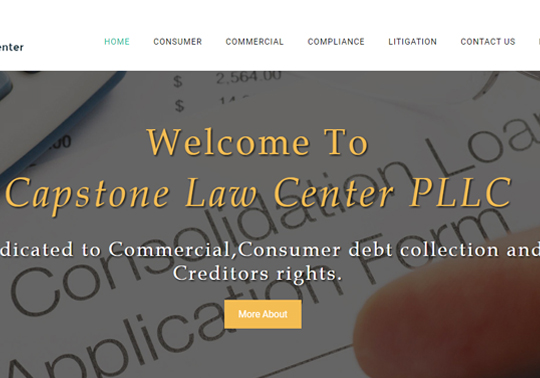 HOME CONSUMER COMMERCIAL COMPLIANCE LITIGATION CONTACT US
enter
$ 2,564.00
$
Welcome To
Capstone Law Center PLLC
dicated to Commercial,Consumer debt collection and
Creditors rights.
More About
Consolidation Loa
Application Form